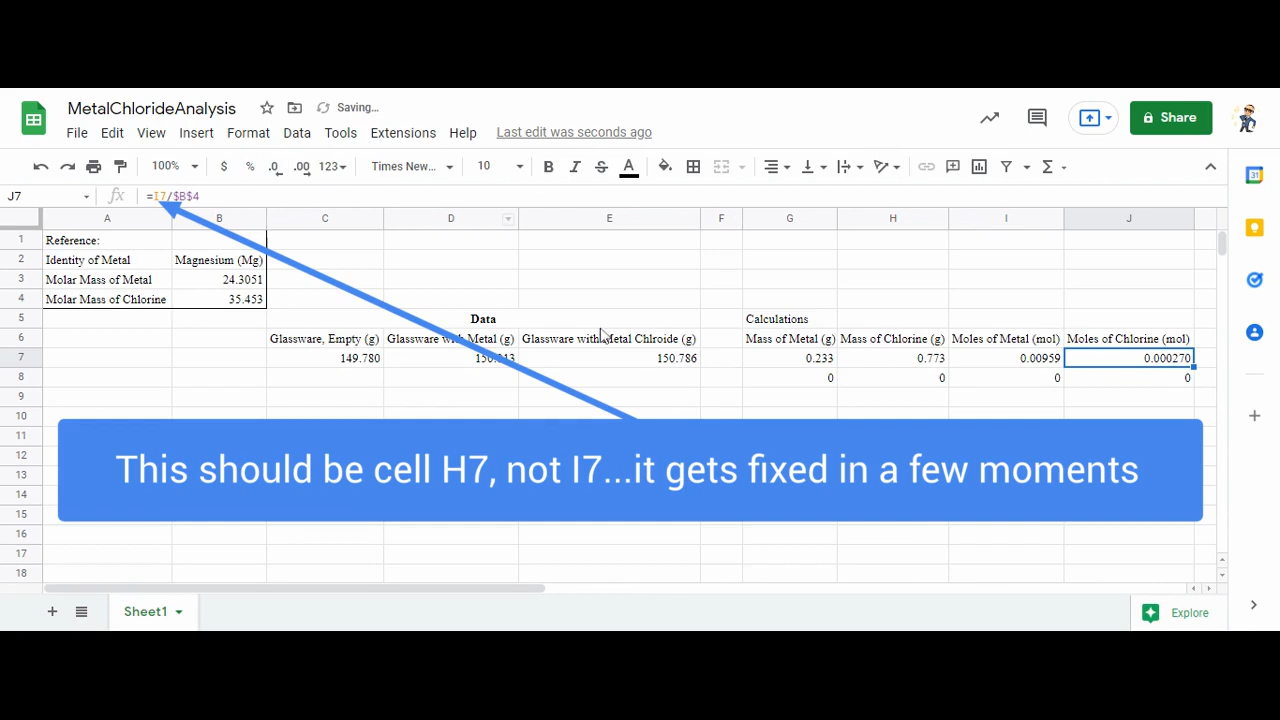 MetalChlorideAnalysis Saving...
File Edit View Insert Format Data Tools Extensions Help Last edit was seconds ago
Share
100% $ % .0 .00 123 Times New... 10 B I S A Σ
31
J7 fx =I7/$B$4
A B C D E F G H I J
1 Reference:
2 Identity of Metal Magnesium (Mg)
3 Molar Mass of Metal 24.3051
4 Molar Mass of Chlorine 35.453
5 Data Calculations
6 Glassware, Empty (g) Glassware with Metal (g) Glassware with Metal Chlroide (g) Mass of Metal (g) Mass of Chlorine (g) Moles of Metal (mol) Moles of Chlorine (mol)
7 149.780 150.013 150.786 0.233 0.773 0.00959 0.000270
8 0 0 0 0
9
10
11
12
13
14
15
16
17
18
This should be cell H7, not I7...it gets fixed in a few moments
Sheet1
Explore